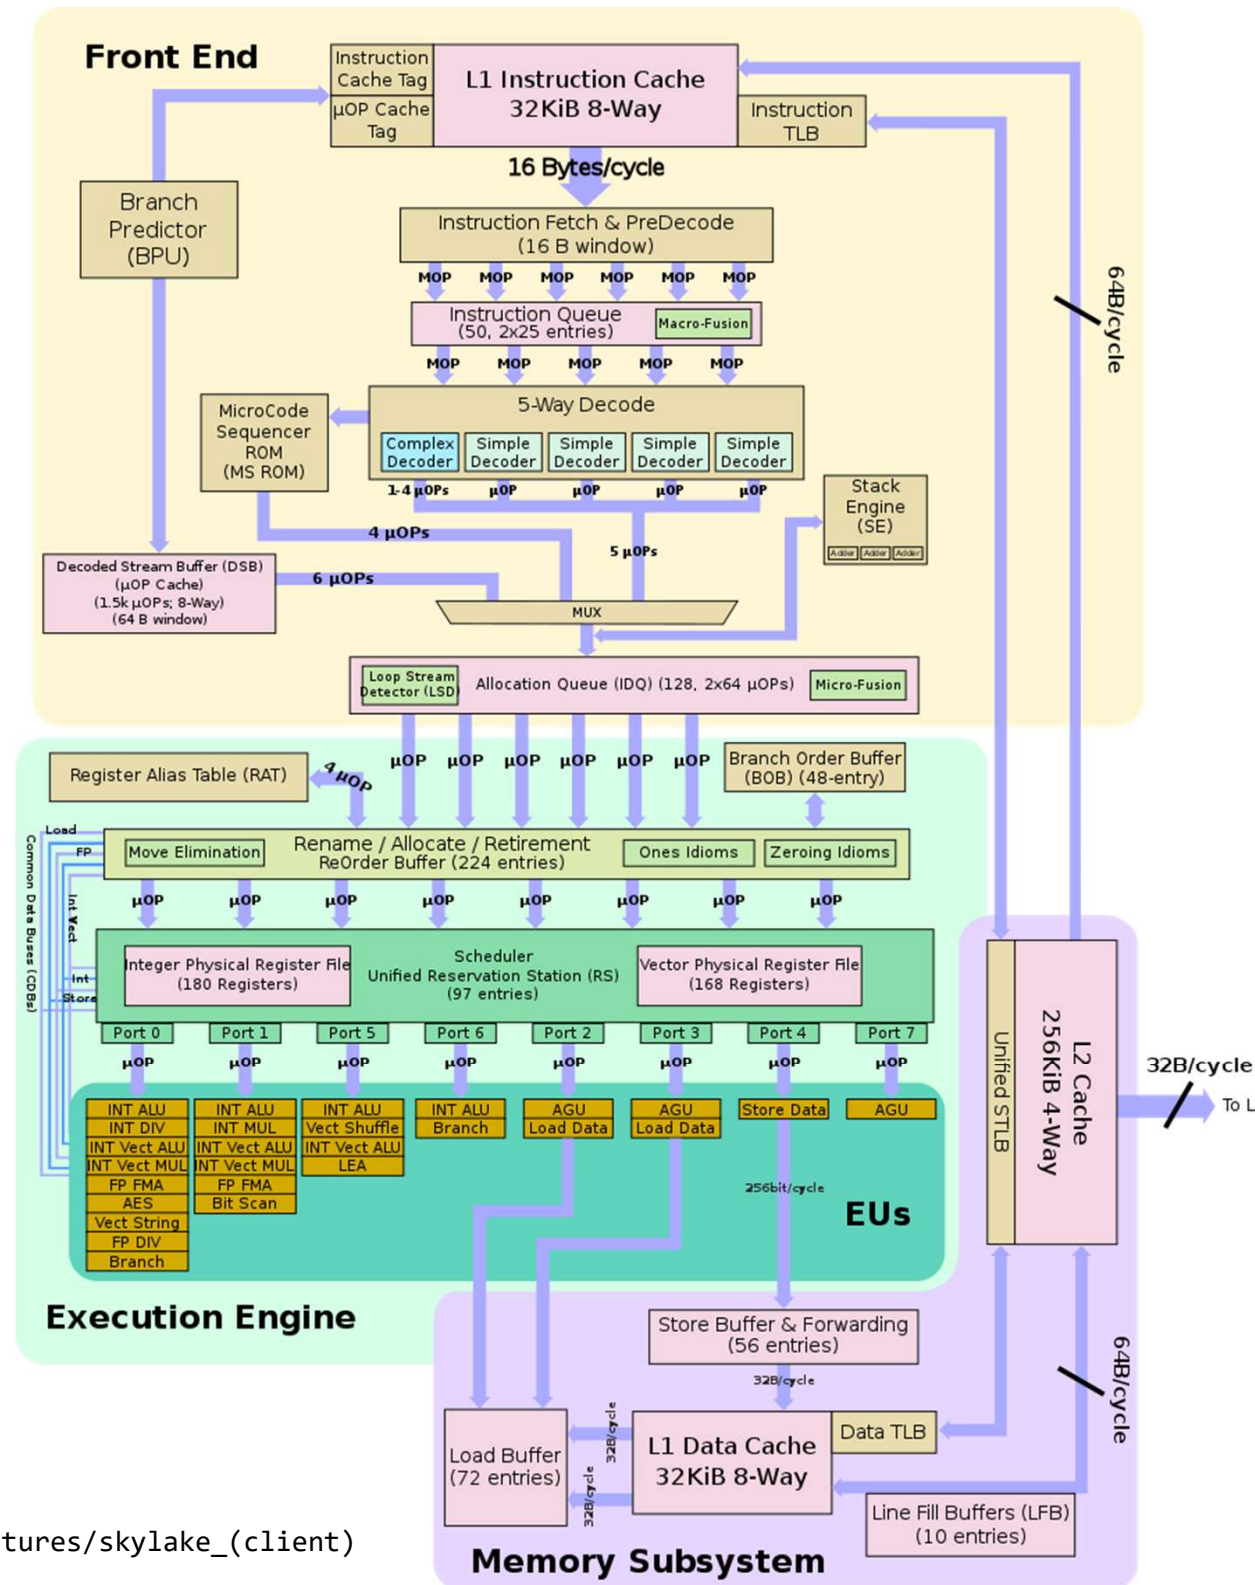 Front End
Instruction
Cache Tag
µOP Cache
Tag
L1 Instruction Cache
32KiB 8-Way
Instruction
TLB
16 Bytes/cycle
Branch
Predictor
(BPU)
Instruction Fetch & PreDecode
(16 B window)
MOP MOP MOP MOP MOP MOP
Instruction Queue
(50, 2x25 entries)
Macro-Fusion
MOP MOP MOP MOP MOP
64B/cycle
5-Way Decode
MicroCode
Sequencer
ROM
(MS ROM)
Complex
Decoder
Simple
Decoder
Simple
Decoder
Simple
Decoder
Simple
Decoder
1-4 µOPs µOP µOP µOP µOP
Stack
Engine
(SE)
Adder Adder Adder
4 µOPs
5 µOPs
Decoded Stream Buffer (DSB)
(µOP Cache)
(1.5k µOPs; 8-Way)
(64 B window)
6 µOPs
MUX
Loop Stream
Detector (LSD)
Allocation Queue (IDQ) (128, 2x64 µOPs)
Micro-Fusion
µOP µOP µOP µOP µOP µOP
Register Alias Table (RAT)
4 µOP
Branch Order Buffer
(BOB) (48-entry)
Load
FP
Common Data Buses (CDBs)
Int Vect
Int
Store
Move Elimination
Rename / Allocate / Retirement
ReOrder Buffer (224 entries)
Ones Idioms
Zeroing Idioms
µOP µOP µOP µOP µOP µOP µOP µOP
Integer Physical Register File
(180 Registers)
Scheduler
Unified Reservation Station (RS)
(97 entries)
Vector Physical Register File
(168 Registers)
Port 0 Port 1 Port 5 Port 6 Port 2 Port 3 Port 4 Port 7
µOP µOP µOP µOP µOP µOP µOP µOP
INT ALU
INT DIV
INT Vect ALU
INT Vect MUL
FP FMA
AES
Vect String
FP DIV
Branch
INT ALU
INT MUL
INT Vect ALU
INT Vect MUL
FP FMA
Bit Scan
INT ALU
Vect Shuffle
INT Vect ALU
LEA
INT ALU
Branch
AGU
Load Data
AGU
Load Data
Store Data
AGU
256bit/cycle
EUs
Execution Engine
Unified STLB
L2 Cache
256KiB 4-Way
32B/cycle
To L
Store Buffer & Forwarding
(56 entries)
32B/cycle
64B/cycle
Load Buffer
(72 entries)
32B/cycle
32B/cycle
L1 Data Cache
32KiB 8-Way
Data TLB
Line Fill Buffers (LFB)
(10 entries)
Memory Subsystem
tures/skylake_(client)